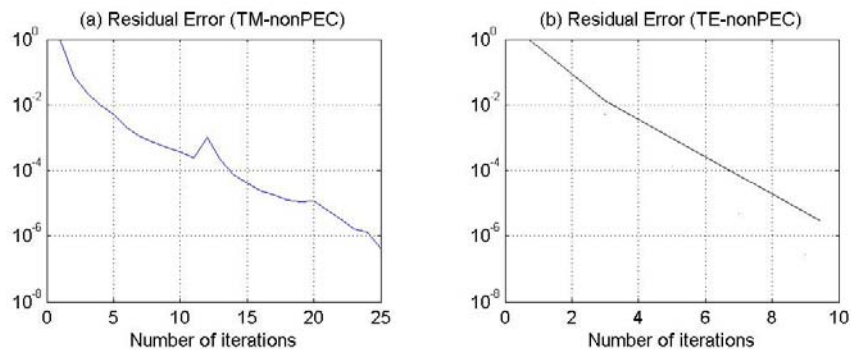 (a) Residual Error (TM-nonPEC)
10^0
10^-2
10^-4
10^-6
10^-8
0 5 10 15 20 25
Number of iterations
(b) Residual Error (TE-nonPEC)
10^0
10^-2
10^-4
10^-6
10^-8
0 2 4 6 8 10
Number of iterations